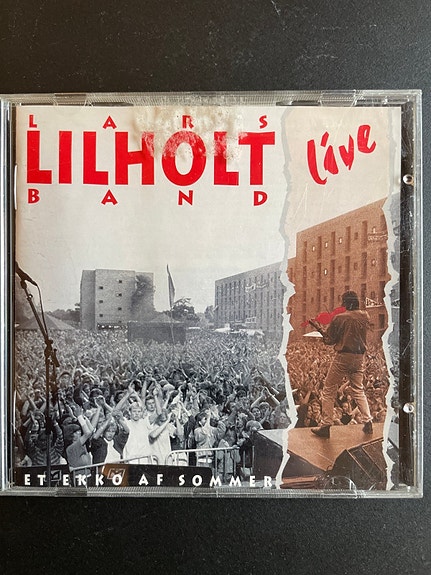 LARS
LILHOLT
BAND
live
ET EKKO AF SOMMER